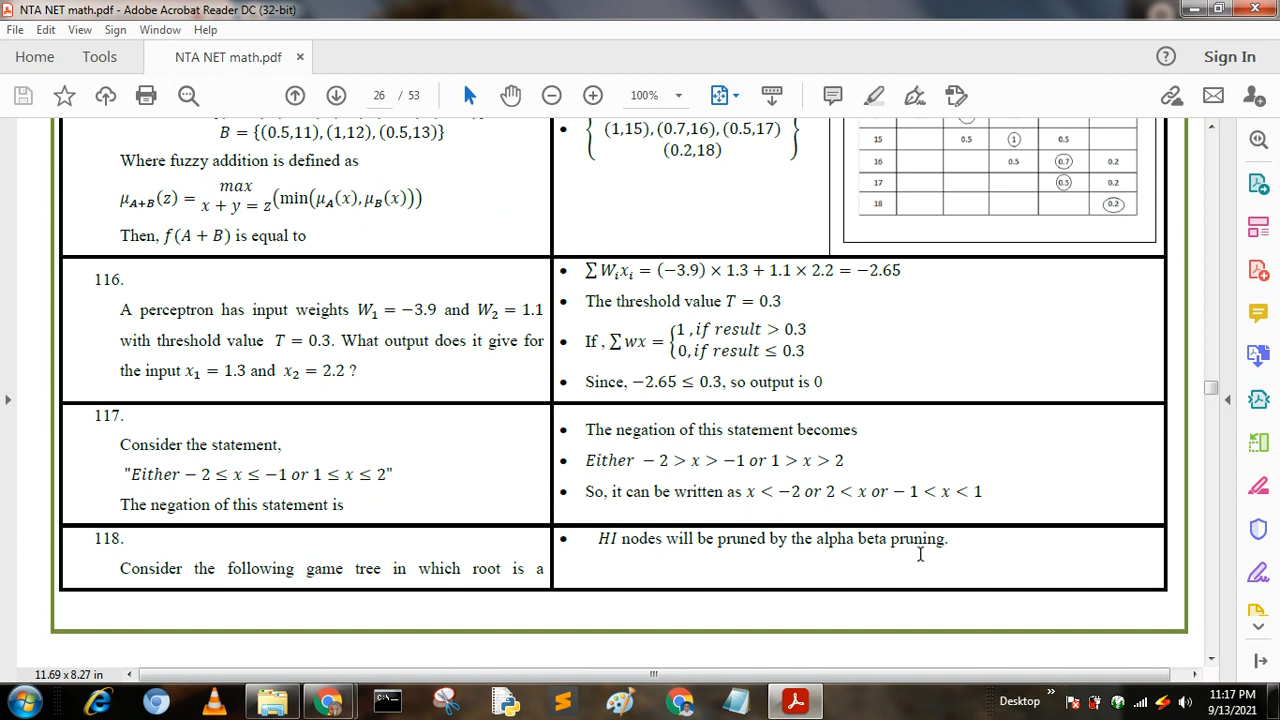 NTA NET math.pdf - Adobe Acrobat Reader DC (32-bit)
File Edit View Sign Window Help
Home Tools NTA NET math.pdf × Sign In
26 / 53 100%
B = {(0.5,11), (1,12), (0.5,13)}
Where fuzzy addition is defined as
μ_{A+B}(z) = max_{x + y = z}(min(μ_A(x), μ_B(x)))
Then, f(A + B) is equal to
• {(1,15), (0.7,16), (0.5,17)
(0.2,18)}
15 0.5 1 0.5
16 0.5 0.7 0.2
17 0.5 0.2
18 0.2
116.
A perceptron has input weights W₁ = −3.9 and W₂ = 1.1
with threshold value T = 0.3. What output does it give for
the input x₁ = 1.3 and x₂ = 2.2 ?
• ∑ Wᵢxᵢ = (−3.9) × 1.3 + 1.1 × 2.2 = −2.65
• The threshold value T = 0.3
• If , ∑ wx = {1 , if result > 0.3
0, if result ≤ 0.3
• Since, −2.65 ≤ 0.3, so output is 0
117.
Consider the statement,
"Either − 2 ≤ x ≤ −1 or 1 ≤ x ≤ 2"
The negation of this statement is
• The negation of this statement becomes
• Either − 2 > x > −1 or 1 > x > 2
• So, it can be written as x < −2 or 2 < x or − 1 < x < 1
118.
Consider the following game tree in which root is a
• HI nodes will be pruned by the alpha beta pruning.
11.69 x 8.27 in
Desktop
11:17 PM
9/13/2021